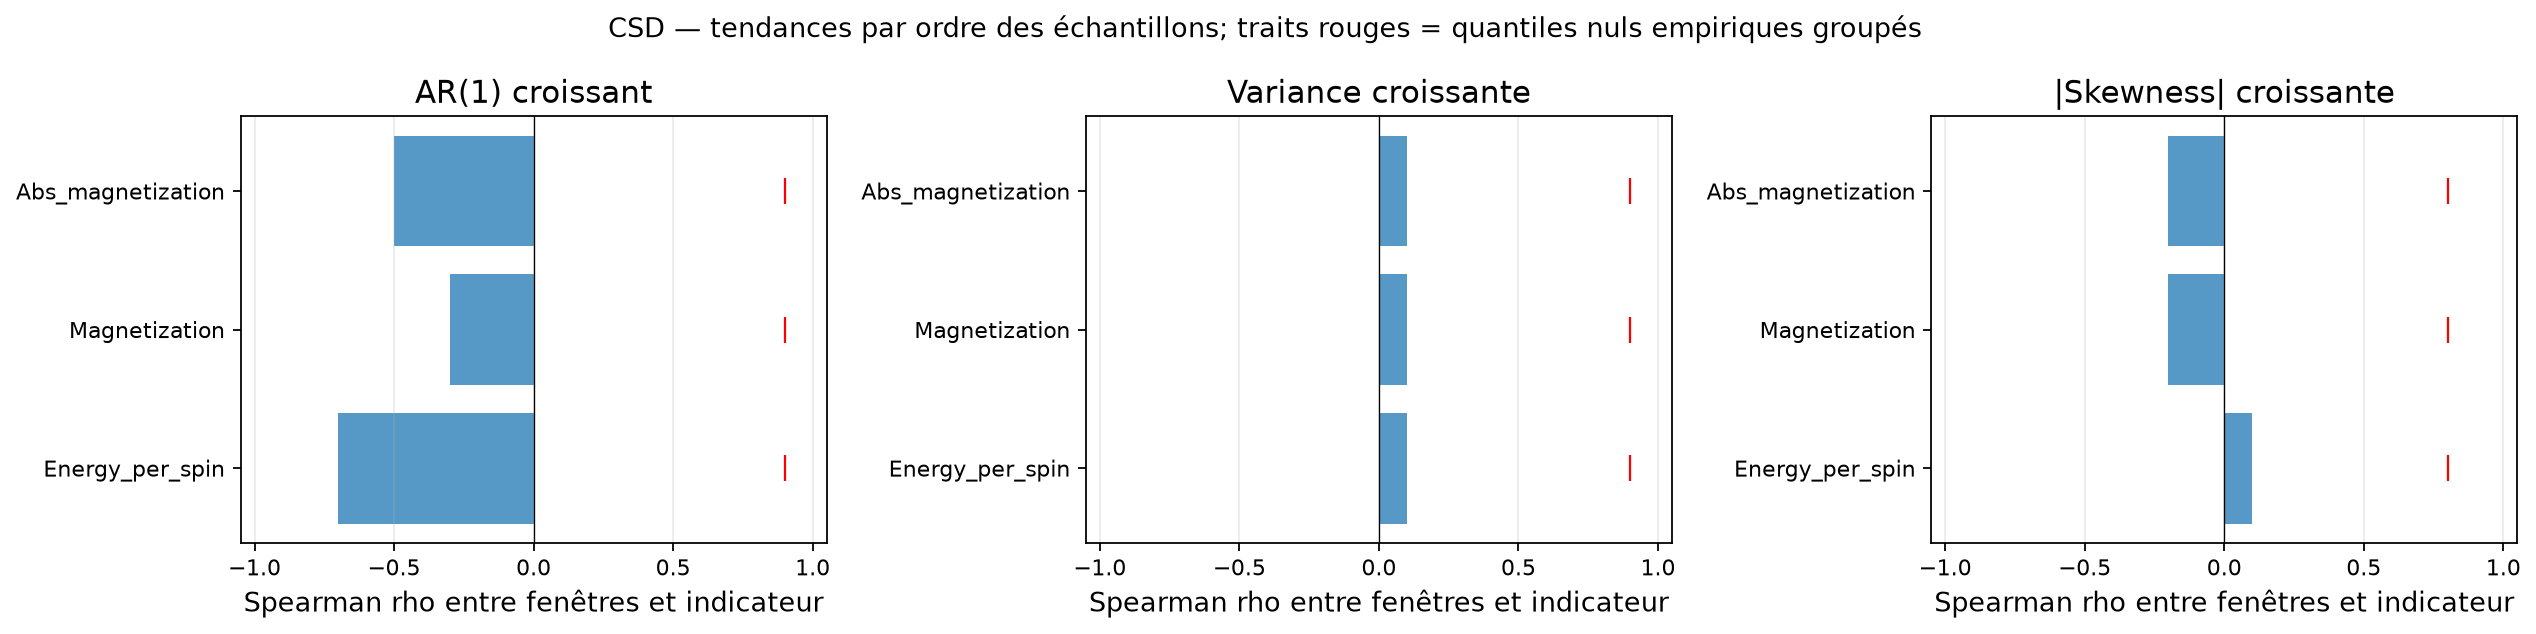 CSD — tendances par ordre des échantillons; traits rouges = quantiles nuls empiriques groupés
AR(1) croissant
Abs_magnetization
Magnetization
Energy_per_spin
−1.0 −0.5 0.0 0.5 1.0
Spearman rho entre fenêtres et indicateur
Variance croissante
Abs_magnetization
Magnetization
Energy_per_spin
−1.0 −0.5 0.0 0.5 1.0
Spearman rho entre fenêtres et indicateur
|Skewness| croissante
Abs_magnetization
Magnetization
Energy_per_spin
−1.0 −0.5 0.0 0.5 1.0
Spearman rho entre fenêtres et indicateur